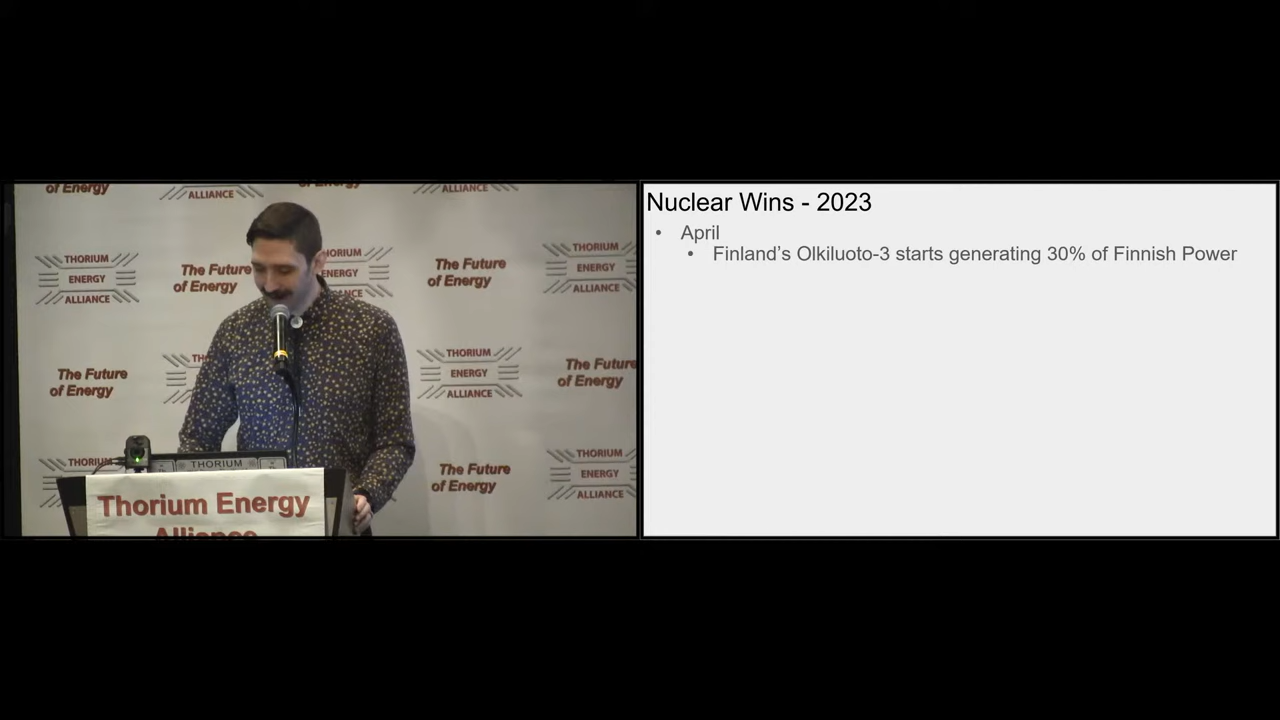 of Energy
ALLIANCE
of Energy
ALLIANCE
THORIUM
ENERGY
ALLIANCE
The Future
of Energy
THORIUM
ENERGY
ALLIANCE
The Future
of Energy
THORIUM
ENERGY
ALLIANCE
The Future
of Energy
THORIUM
ENERGY
ALLIANCE
The Future
of Energy
THORIUM
The Future
of Energy
THORIUM
ENERGY
ALLIANCE
THORIUM
Thorium Energy
Alliance
Nuclear Wins - 2023
• April
• Finland’s Olkiluoto-3 starts generating 30% of Finnish Power